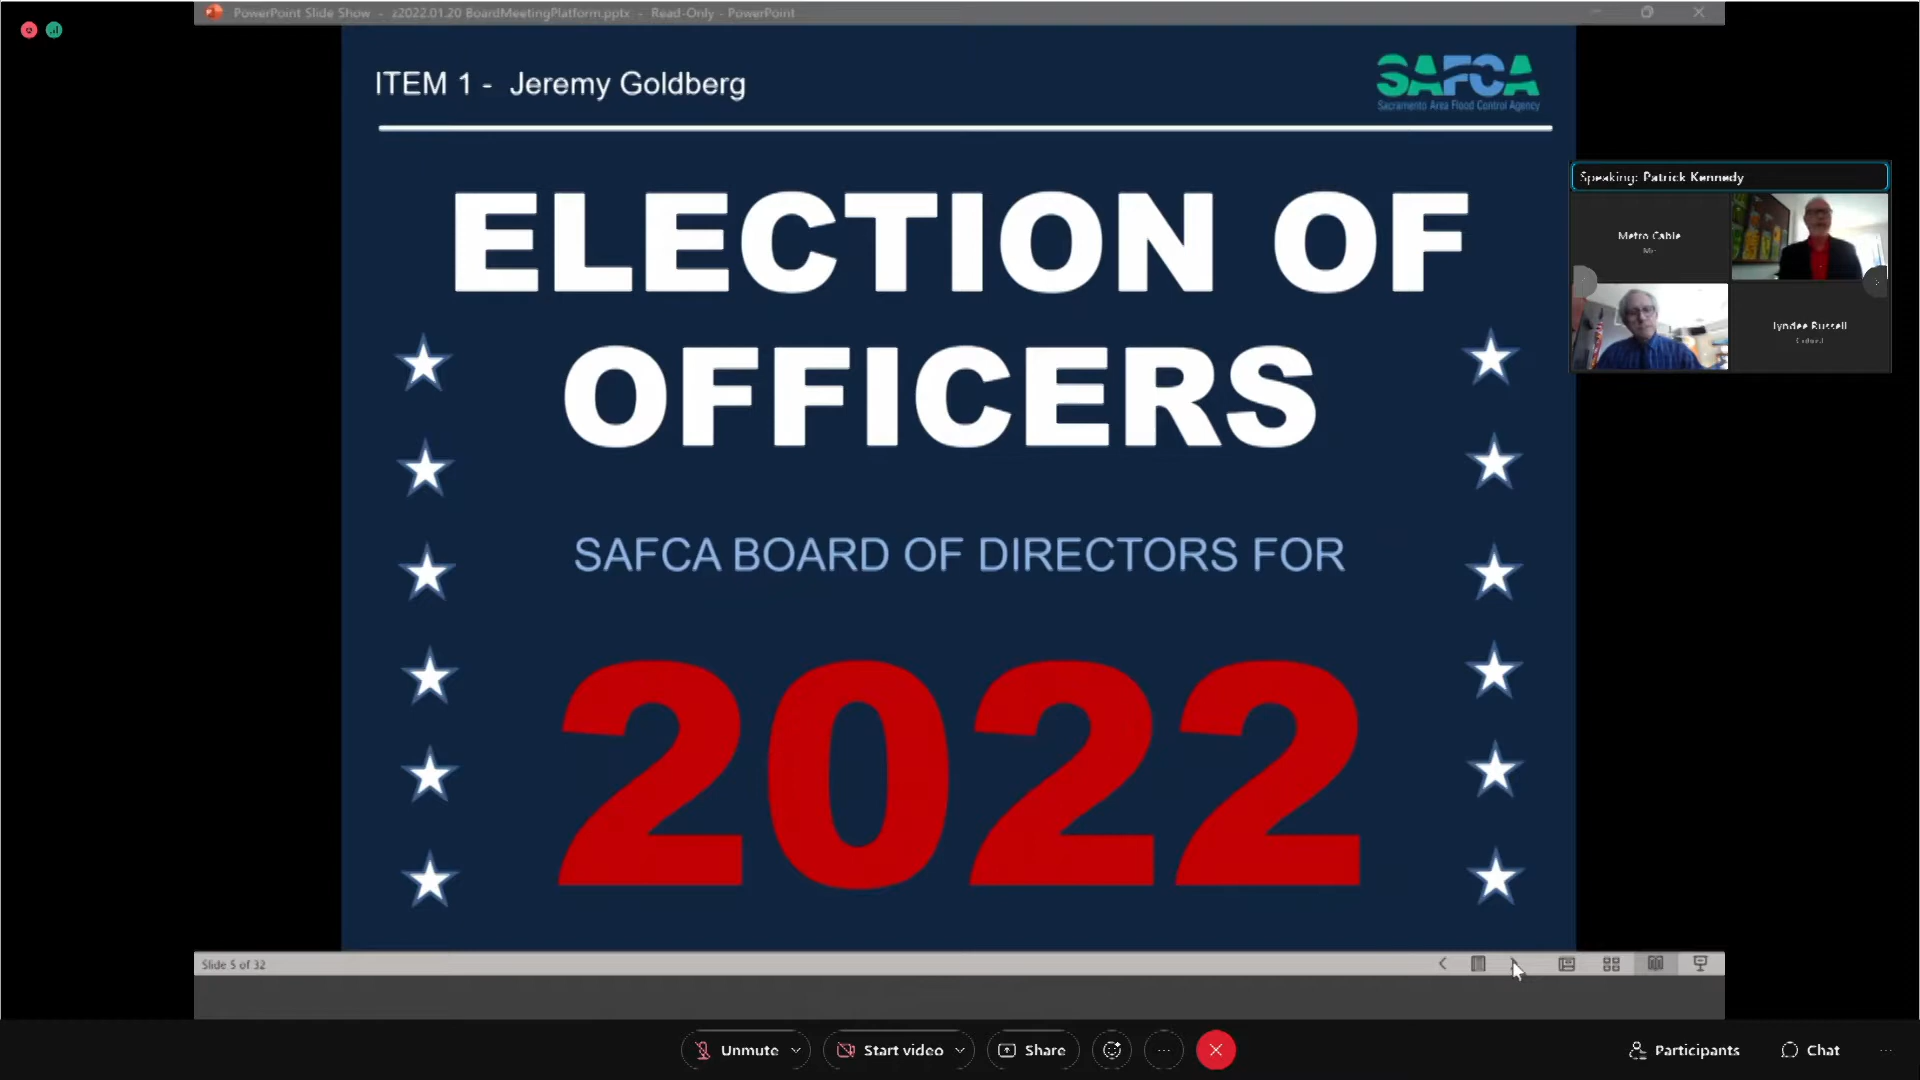 PowerPoint Slide Show - z2022.01.20 BoardMeetingPlatform.pptx - Read-Only - PowerPoint
ITEM 1 - Jeremy Goldberg
SAFCA
Sacramento Area Flood Control Agency
ELECTION OF
OFFICERS
SAFCA BOARD OF DIRECTORS FOR
2022
Speaking: Patrick Kennedy
Metro Cable
Lyndee Russell
Slide 5 of 32
Unmute
Start video
Share
Participants
Chat